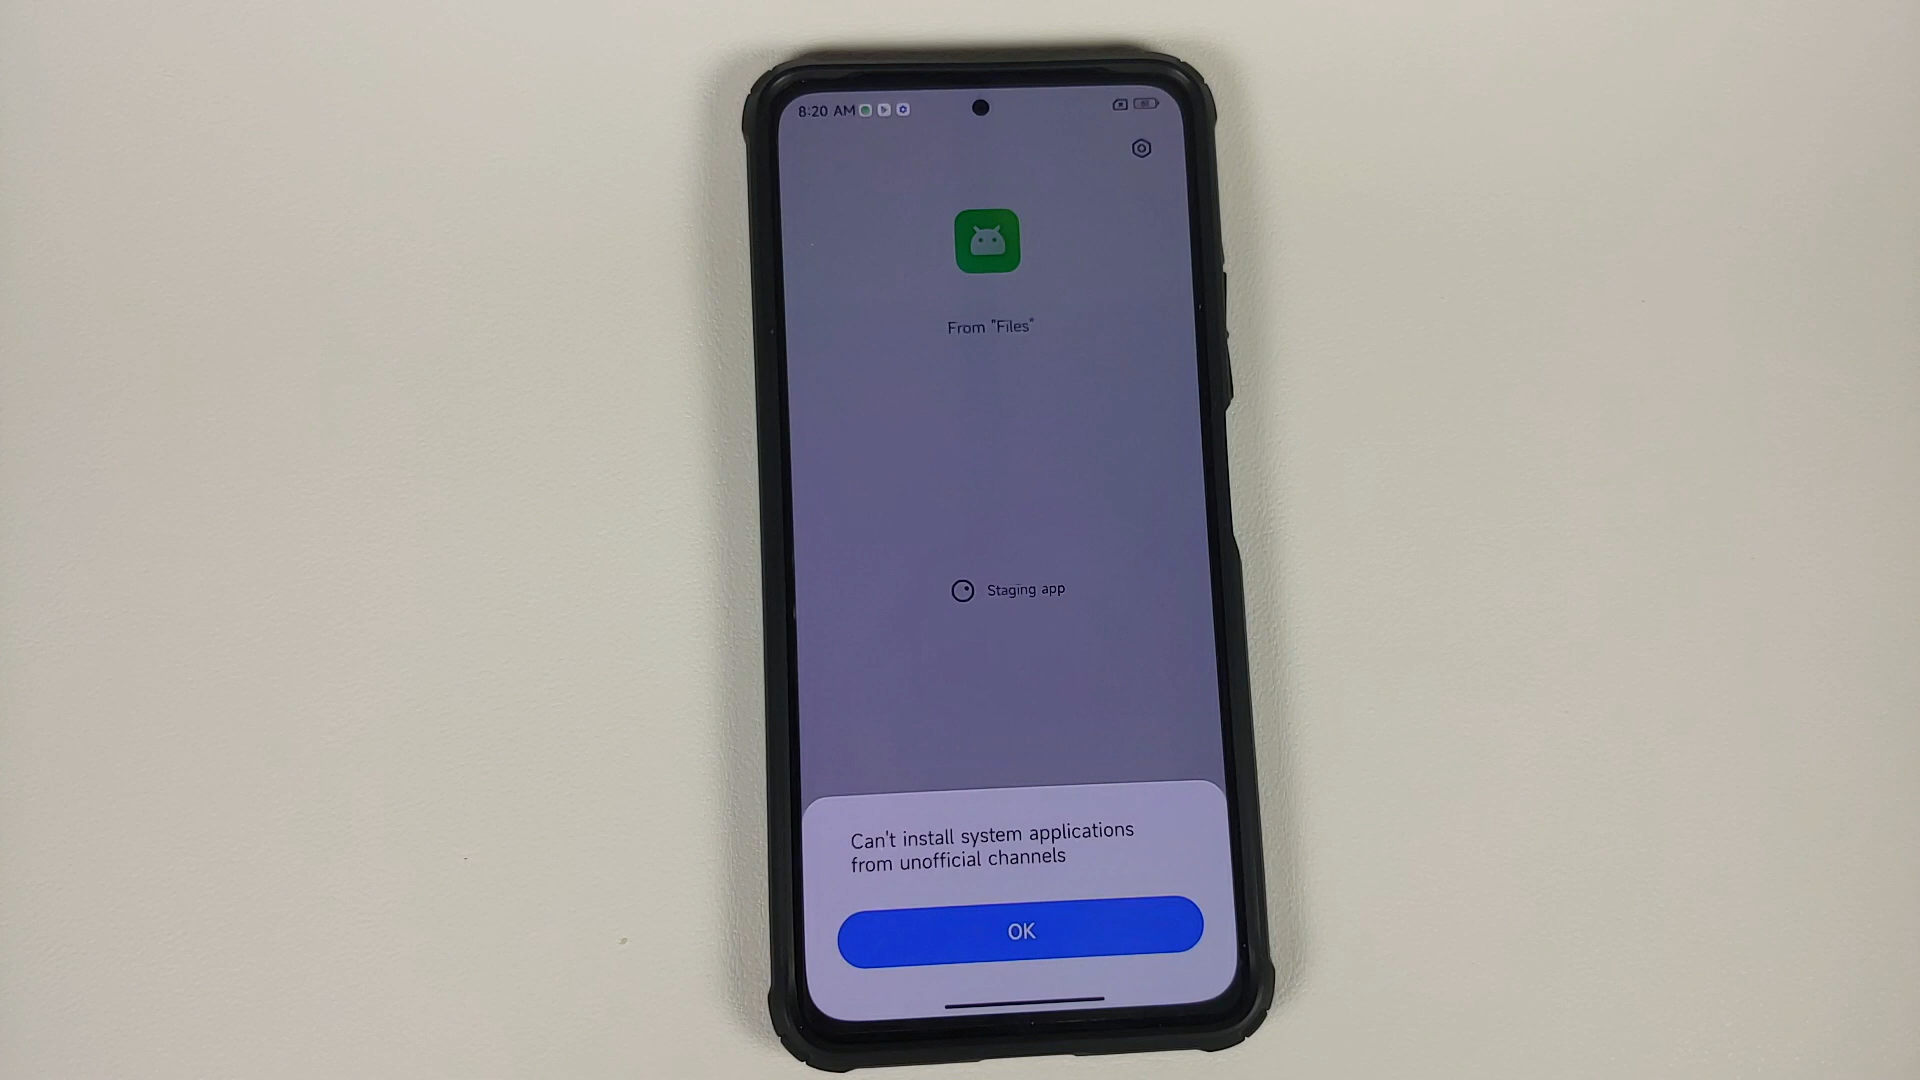 8:20 AM
From "Files"
Staging app
Can't install system applications
from unofficial channels
OK